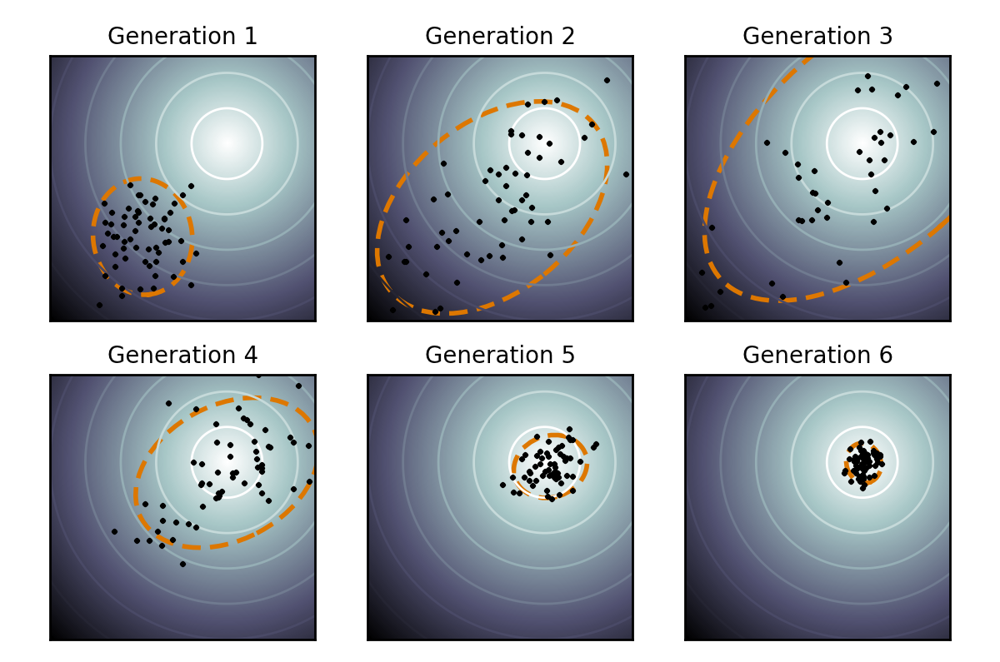 Generation 1
Generation 2
Generation 3
Generation 4
Generation 5
Generation 6